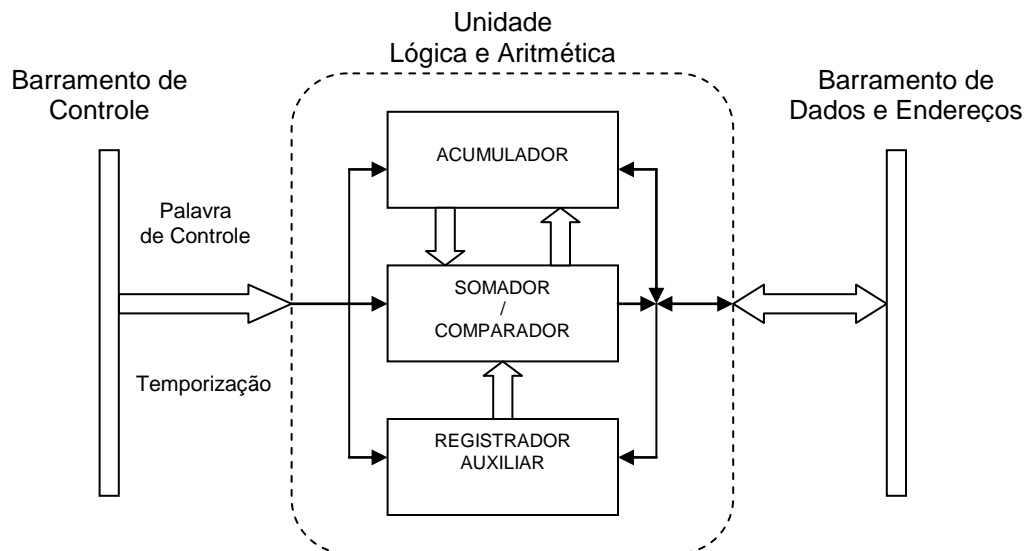 Unidade
Lógica e Aritmética
Barramento de
Controle
Barramento de
Dados e Endereços
ACUMULADOR
Palavra
de Controle
SOMADOR
/
COMPARADOR
Temporização
REGISTRADOR
AUXILIAR